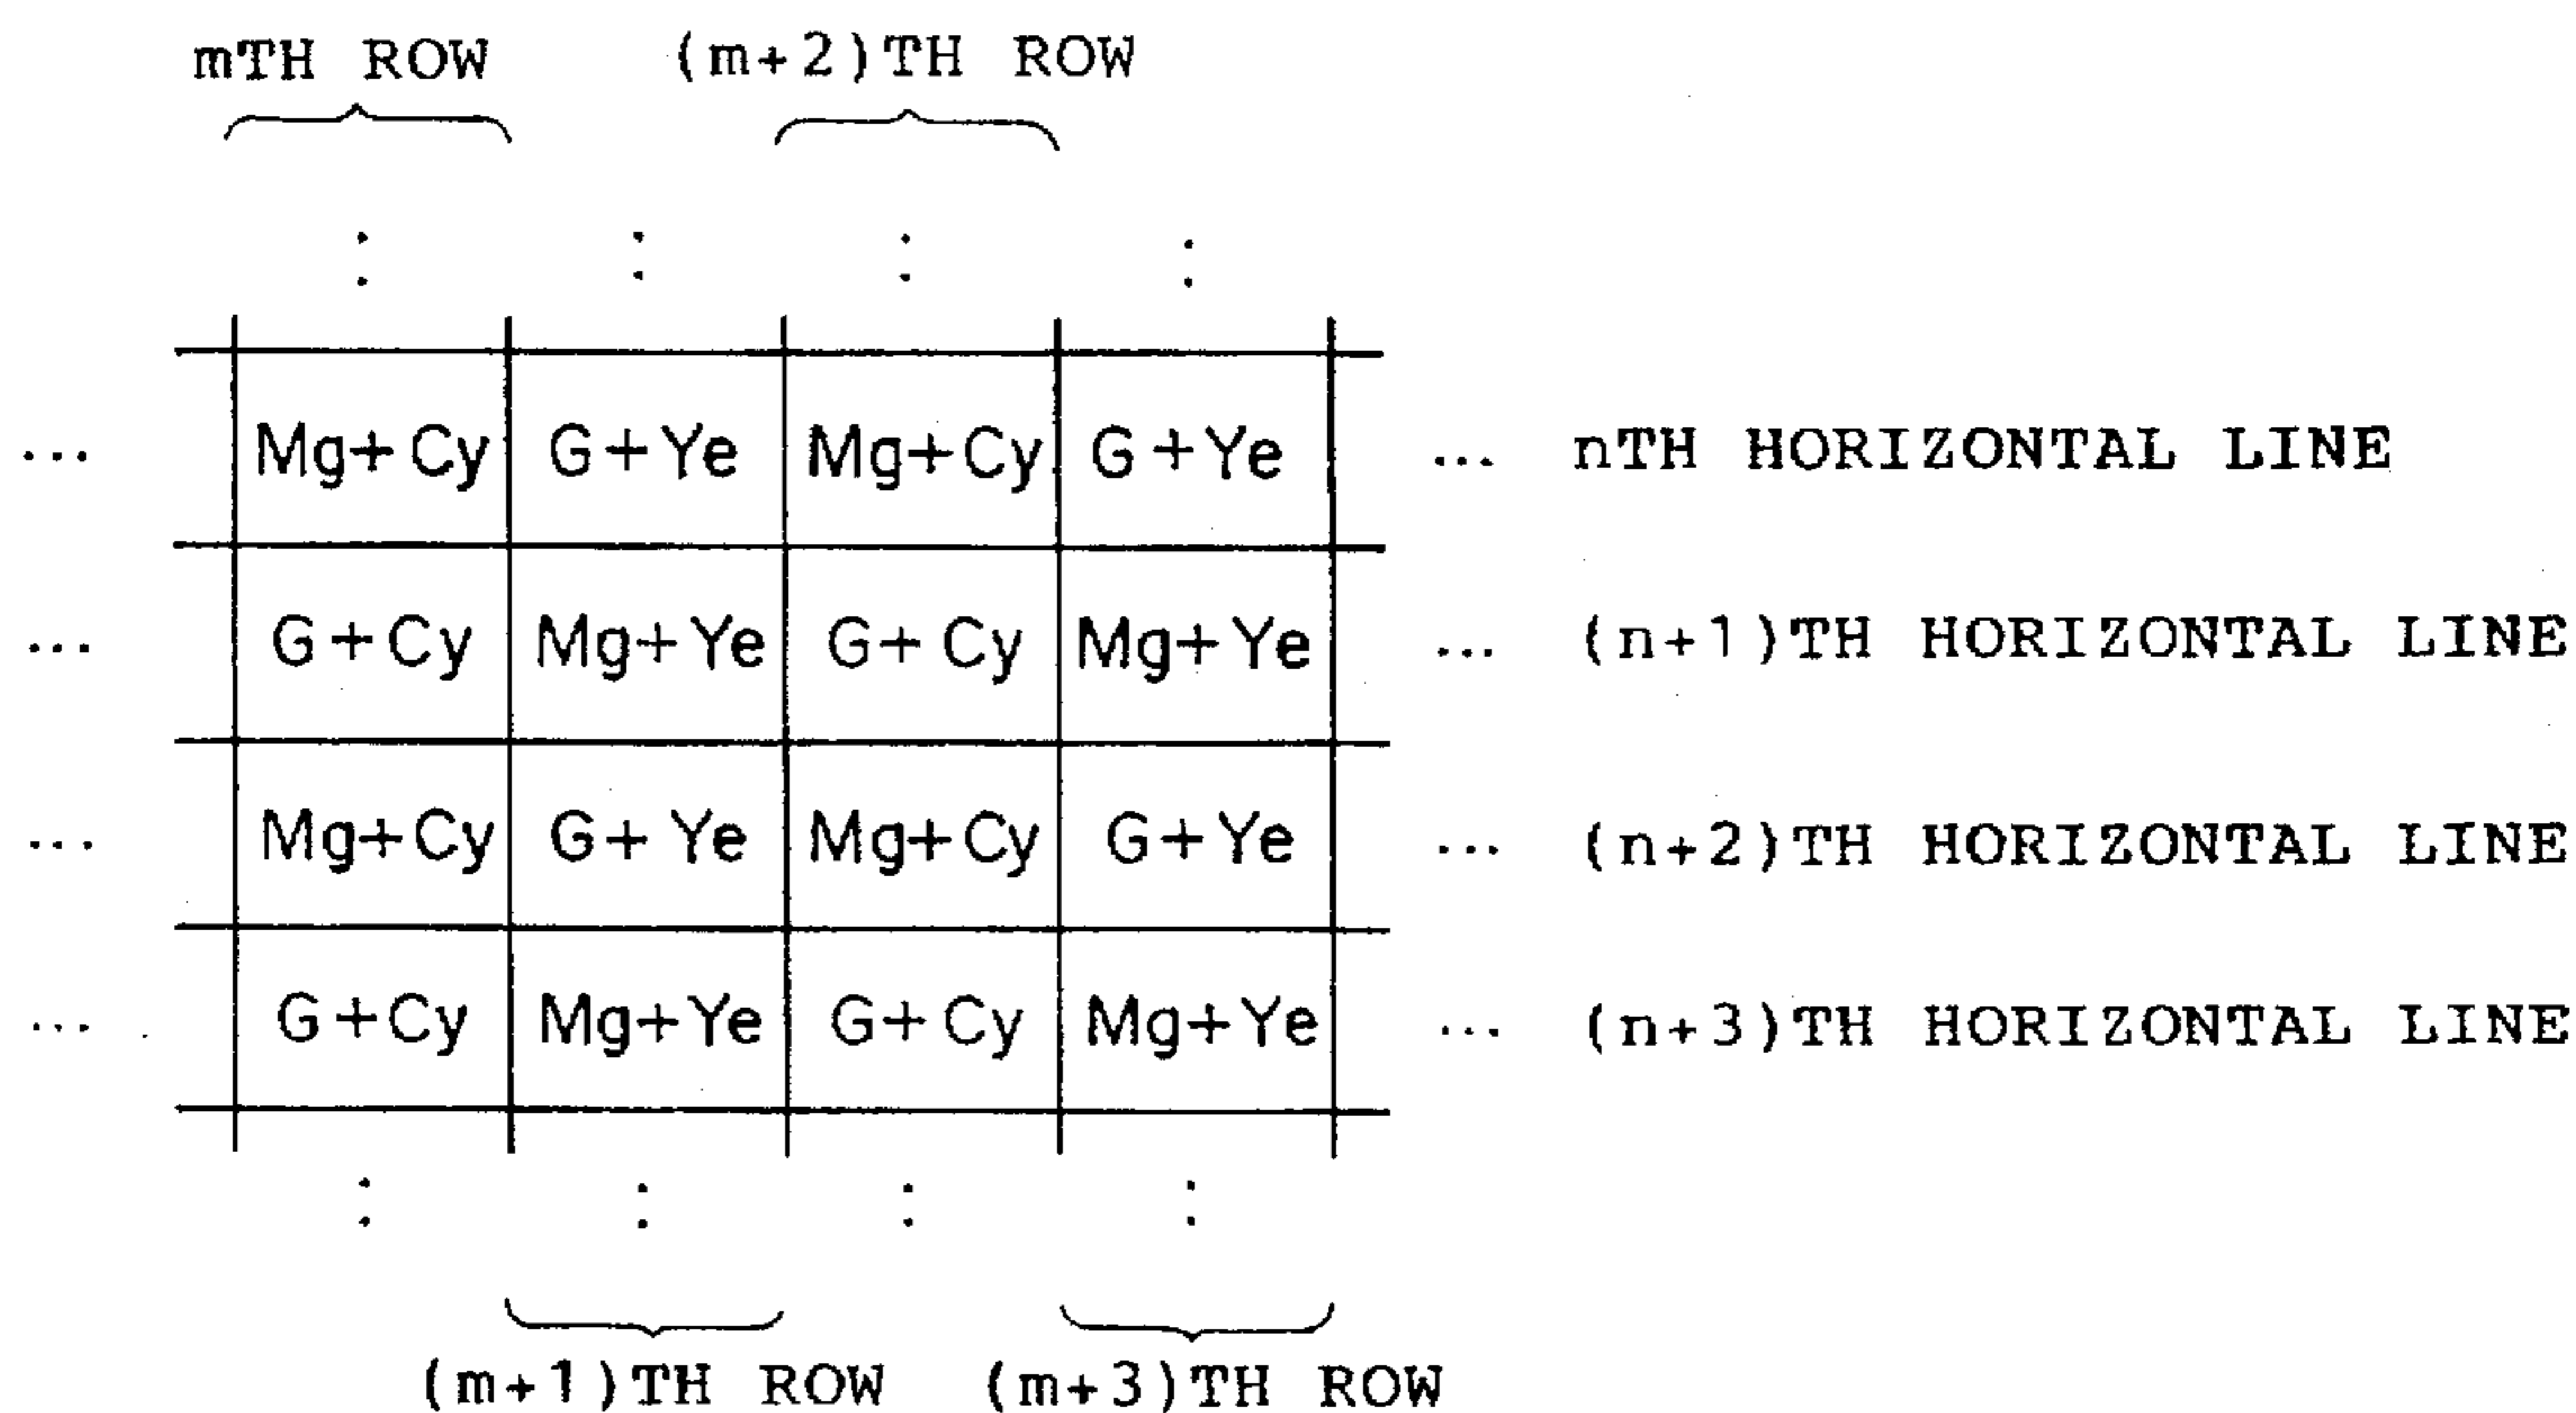 mTH ROW (m+2)TH ROW
... Mg+Cy G+Ye Mg+Cy G+Ye ... nTH HORIZONTAL LINE
... G+Cy Mg+Ye G+Cy Mg+Ye ... (n+1)TH HORIZONTAL LINE
... Mg+Cy G+Ye Mg+Cy G+Ye ... (n+2)TH HORIZONTAL LINE
... G+Cy Mg+Ye G+Cy Mg+Ye ... (n+3)TH HORIZONTAL LINE
(m+1)TH ROW (m+3)TH ROW